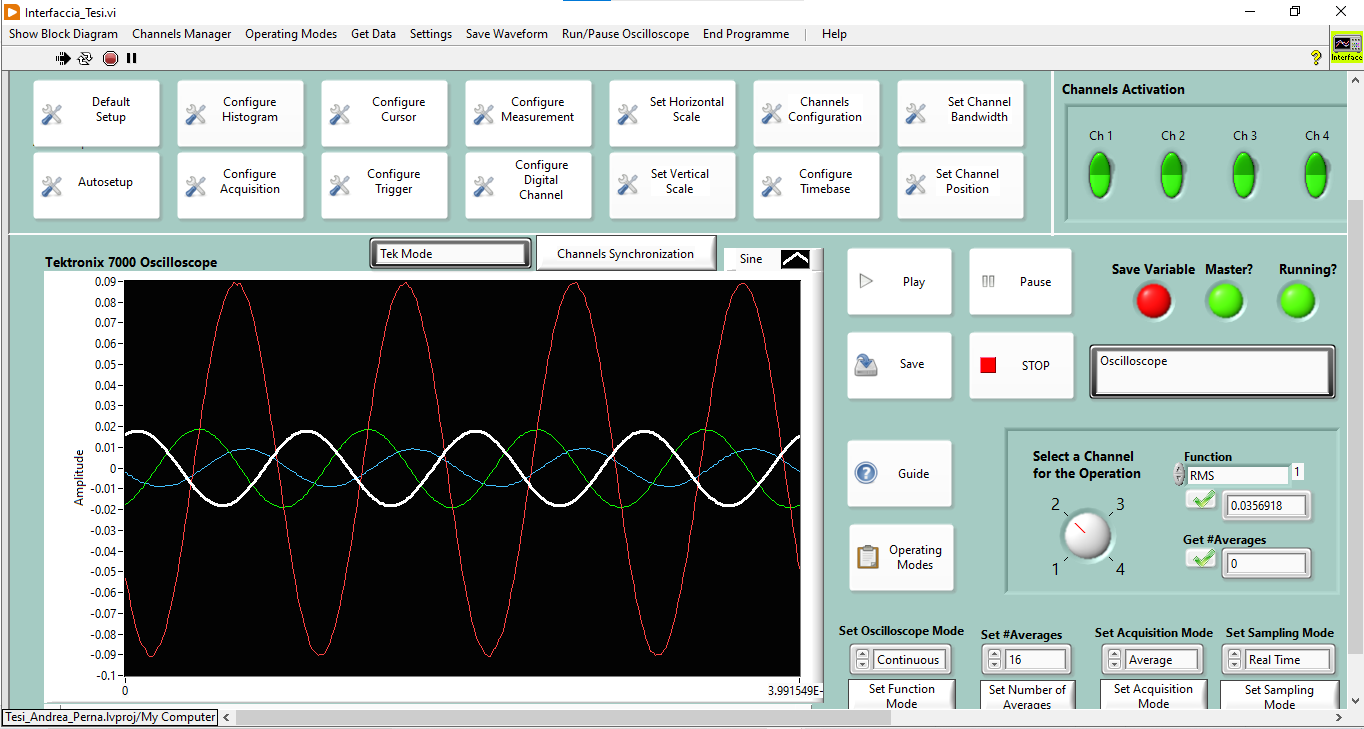 Interfaccia_Tesi.vi
Show Block Diagram Channels Manager Operating Modes Get Data Settings Save Waveform Run/Pause Oscilloscope End Programme Help
?
Interface
Default
Setup
Configure
Histogram
Configure
Cursor
Configure
Measurement
Set Horizontal
Scale
Channels
Configuration
Set Channel
Bandwidth
Autosetup
Configure
Acquisition
Configure
Trigger
Configure
Digital
Channel
Set Vertical
Scale
Configure
Timebase
Set Channel
Position
Channels Activation
Ch 1 Ch 2 Ch 3 Ch 4
Tektronix 7000 Oscilloscope
Tek Mode
Channels Synchronization
Sine
0.09
0.08
0.07
0.06
0.05
0.04
0.03
0.02
0.01
0
-0.01
-0.02
-0.03
-0.04
-0.05
-0.06
-0.07
-0.08
-0.09
-0.1
Amplitude
0 3.991549E-
Play
Pause
Save
STOP
Guide
Operating
Modes
Save Variable Master? Running?
Oscilloscope
Select a Channel
for the Operation
2 3
1 4
Function
RMS 1
0.0356918
Get #Averages
0
Set Oscilloscope Mode
Continuous
Set Function
Mode
Set #Averages
16
Set Number of
Averages
Set Acquisition Mode
Average
Set Acquisition
Mode
Set Sampling Mode
Real Time
Set Sampling
Mode
Tesi_Andrea_Perna.lvproj/My Computer